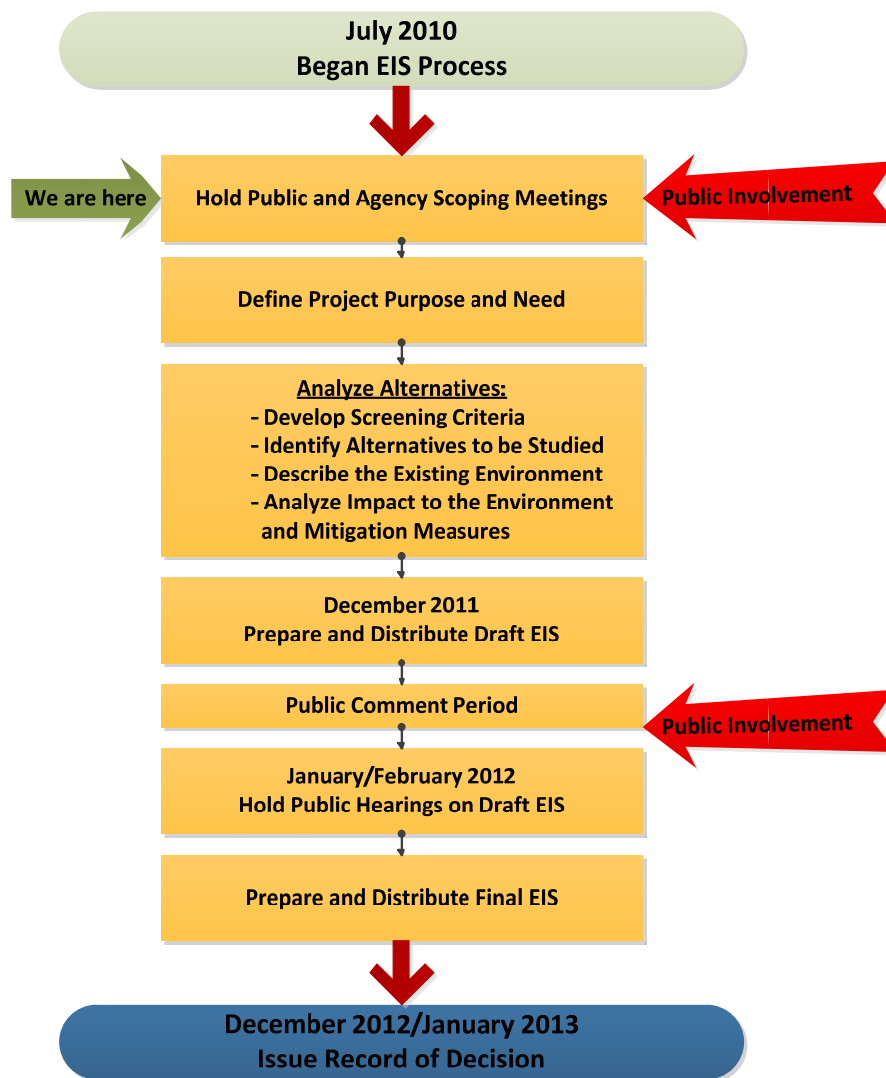 July 2010
Began EIS Process
We are here
Hold Public and Agency Scoping Meetings
Public Involvement
Define Project Purpose and Need
Analyze Alternatives:
- Develop Screening Criteria
- Identify Alternatives to be Studied
- Describe the Existing Environment
- Analyze Impact to the Environment
and Mitigation Measures
December 2011
Prepare and Distribute Draft EIS
Public Comment Period
Public Involvement
January/February 2012
Hold Public Hearings on Draft EIS
Prepare and Distribute Final EIS
December 2012/January 2013
Issue Record of Decision